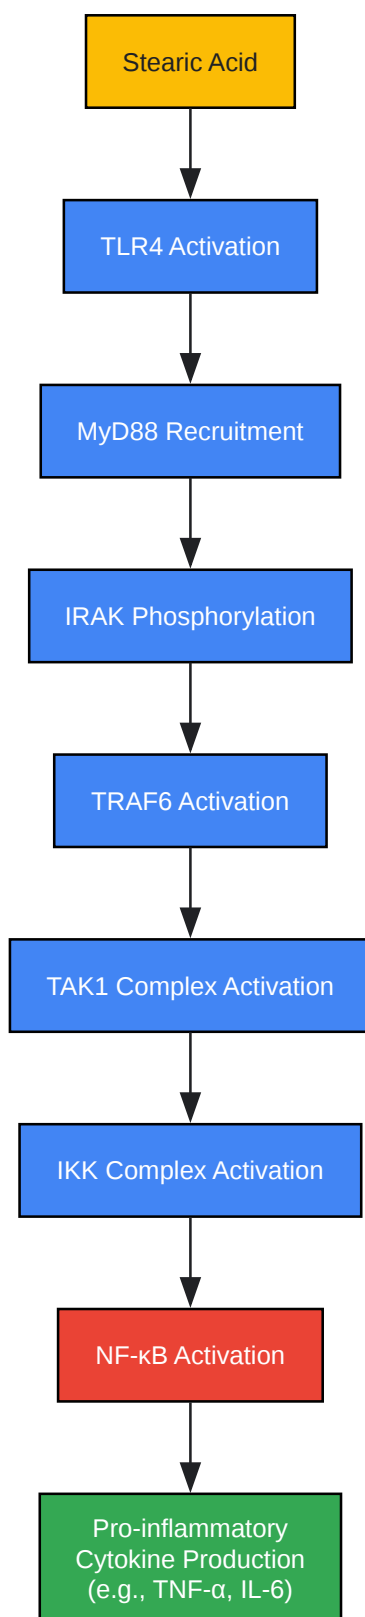 Stearic Acid
TLR4 Activation
MyD88 Recruitment
IRAK Phosphorylation
TRAF6 Activation
TAK1 Complex Activation
IKK Complex Activation
NF-κB Activation
Pro-inflammatory
Cytokine Production
(e.g., TNF-α, IL-6)